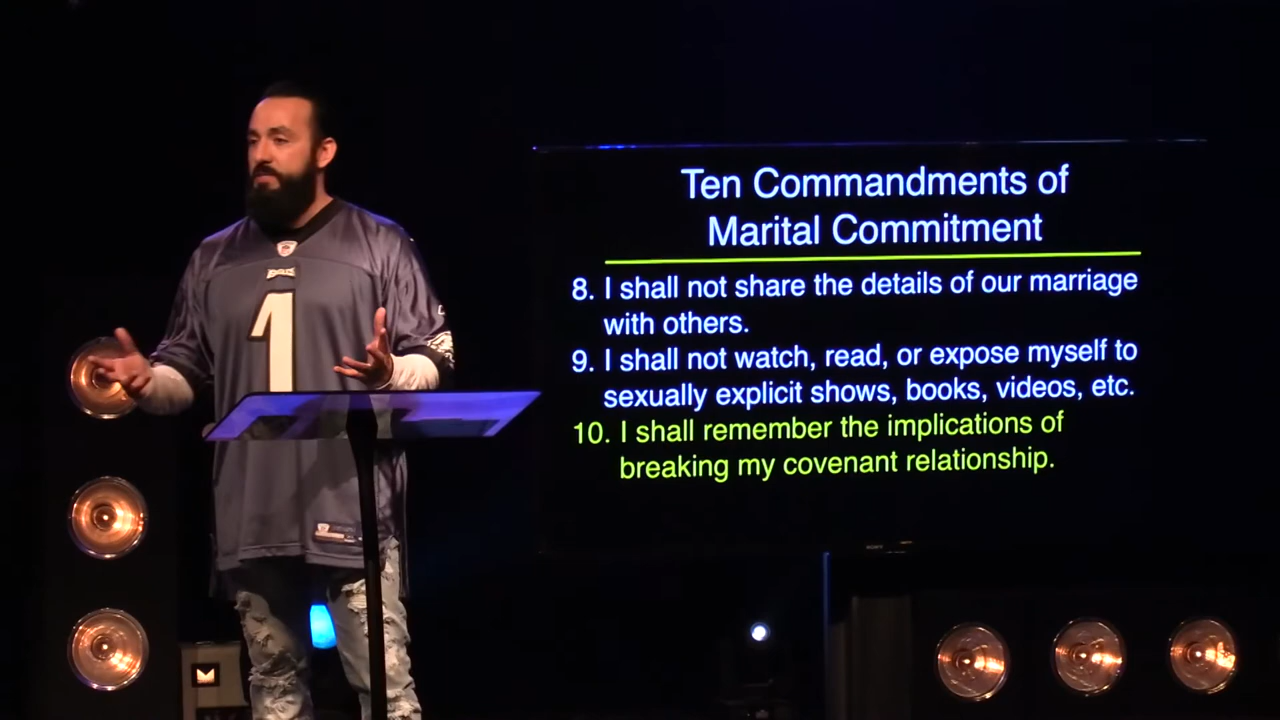 Ten Commandments of
Marital Commitment
8. I shall not share the details of our marriage
with others.
9. I shall not watch, read, or expose myself to
sexually explicit shows, books, videos, etc.
10. I shall remember the implications of
breaking my covenant relationship.
EAGLES
1
SONY